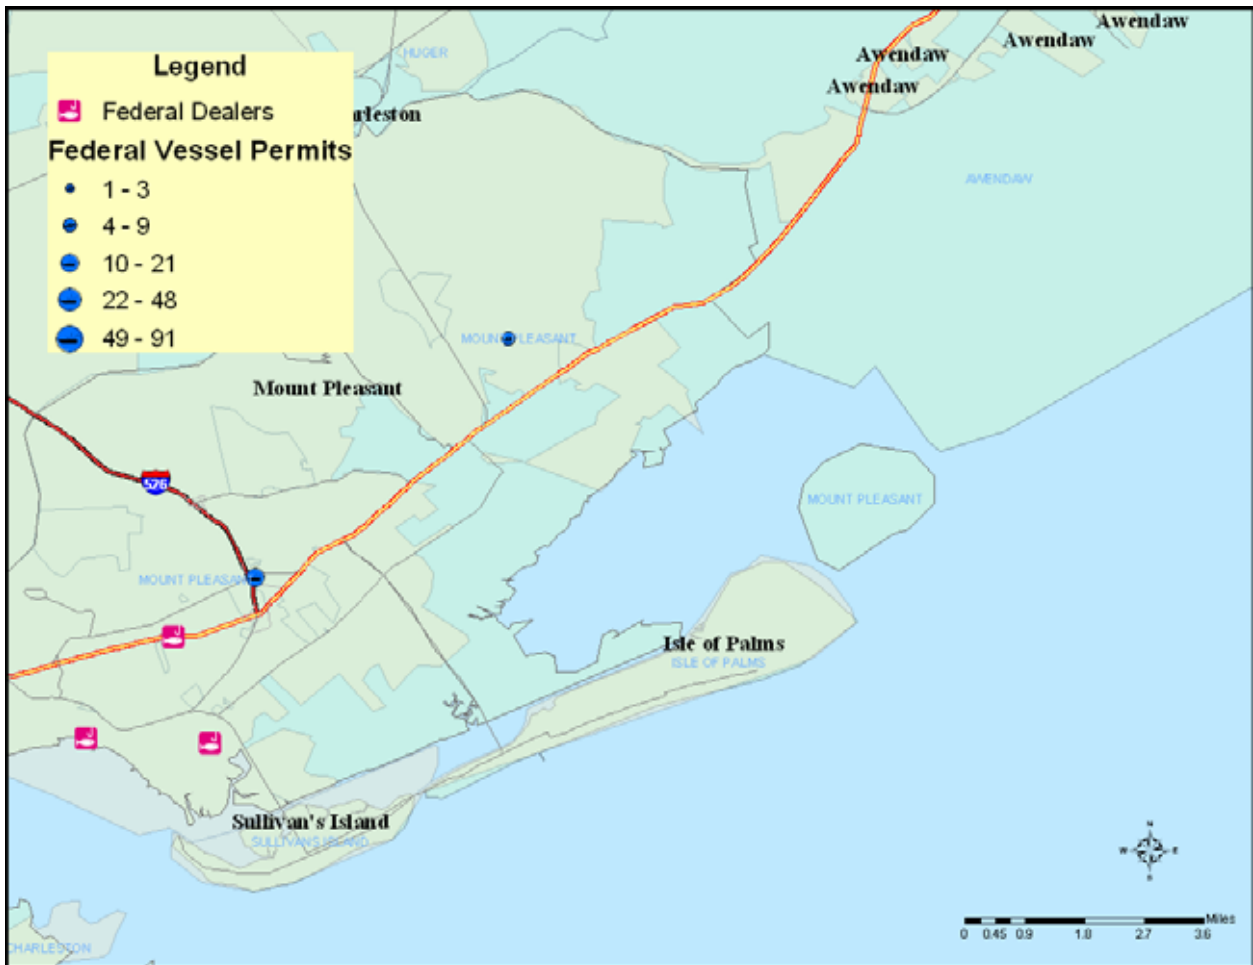 Awendaw
Awendaw
Awendaw
Awendaw
HUGER
Legend
Federal Dealers
Federal Vessel Permits
1 - 3
4 - 9
10 - 21
22 - 48
49 - 91
rleston
AWENDAW
MOUNT PLEASANT
Mount Pleasant
526
MOUNT PLEASANT
MOUNT PLEASANT
Isle of Palms
ISLE OF PALMS
Sullivan's Island
SULLIVANS ISLAND
N
W E
S
Miles
0 0.45 0.9 1.8 2.7 3.6
CHARLESTON